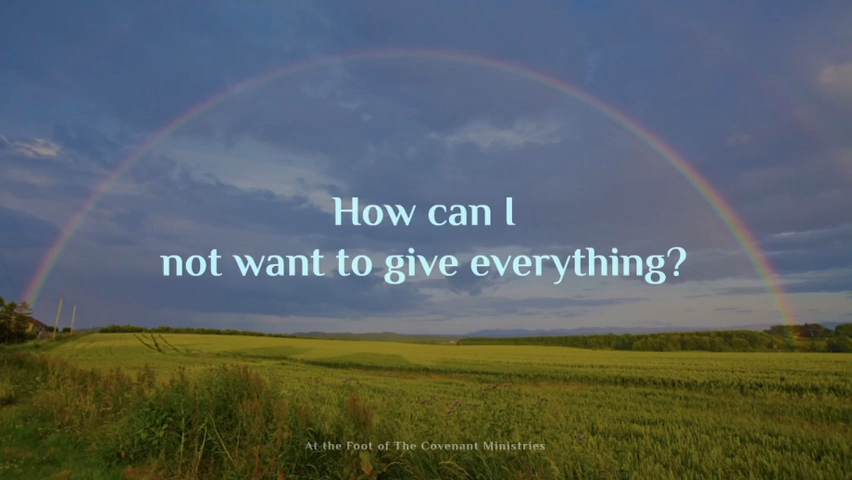 How can I
not want to give everything?
At the Foot of The Covenant Ministries